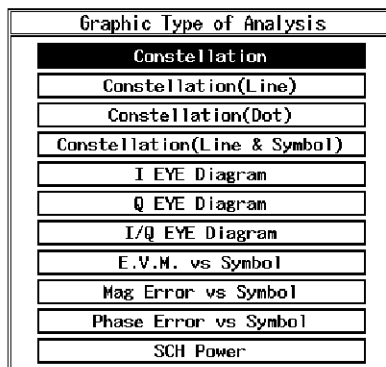 Graphic Type of Analysis
Constellation
Constellation(Line)
Constellation(Dot)
Constellation(Line & Symbol)
I EYE Diagram
Q EYE Diagram
I/Q EYE Diagram
E.V.M. vs Symbol
Mag Error vs Symbol
Phase Error vs Symbol
SCH Power